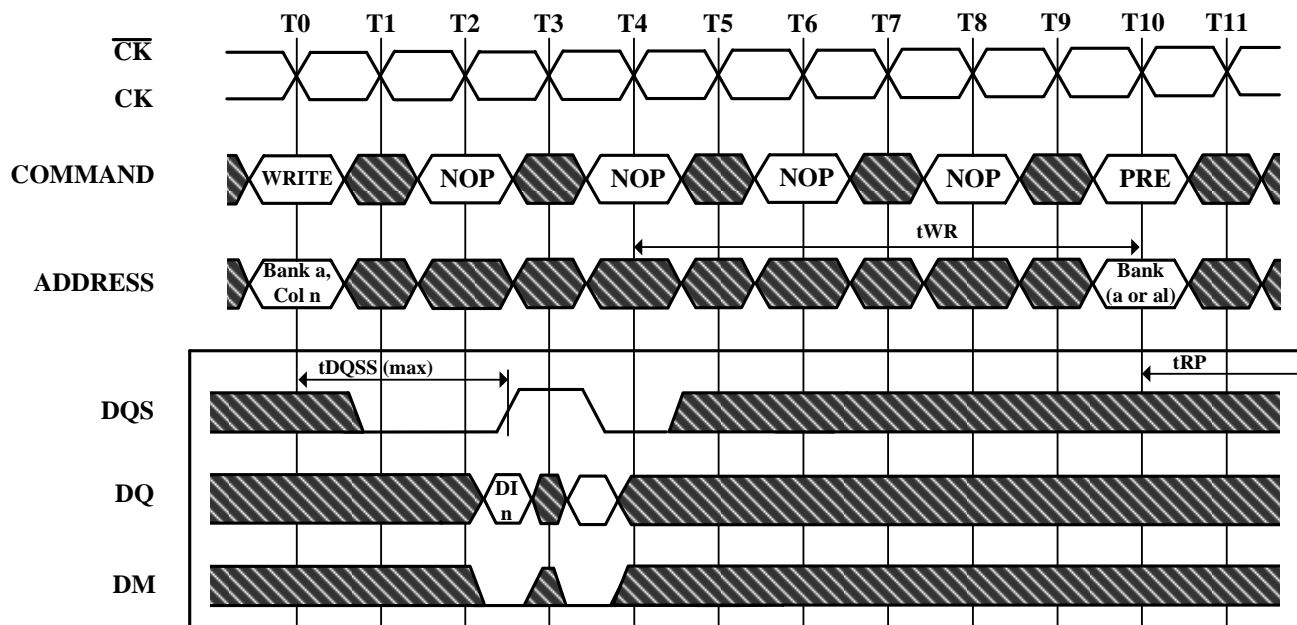 T0 T1 T2 T3 T4 T5 T6 T7 T8 T9 T10 T11
CK
CK
COMMAND WRITE NOP NOP NOP NOP PRE
tWR
ADDRESS Bank a, Col n Bank (a or al)
tDQSS (max) tRP
DQS
DQ DI n
DM